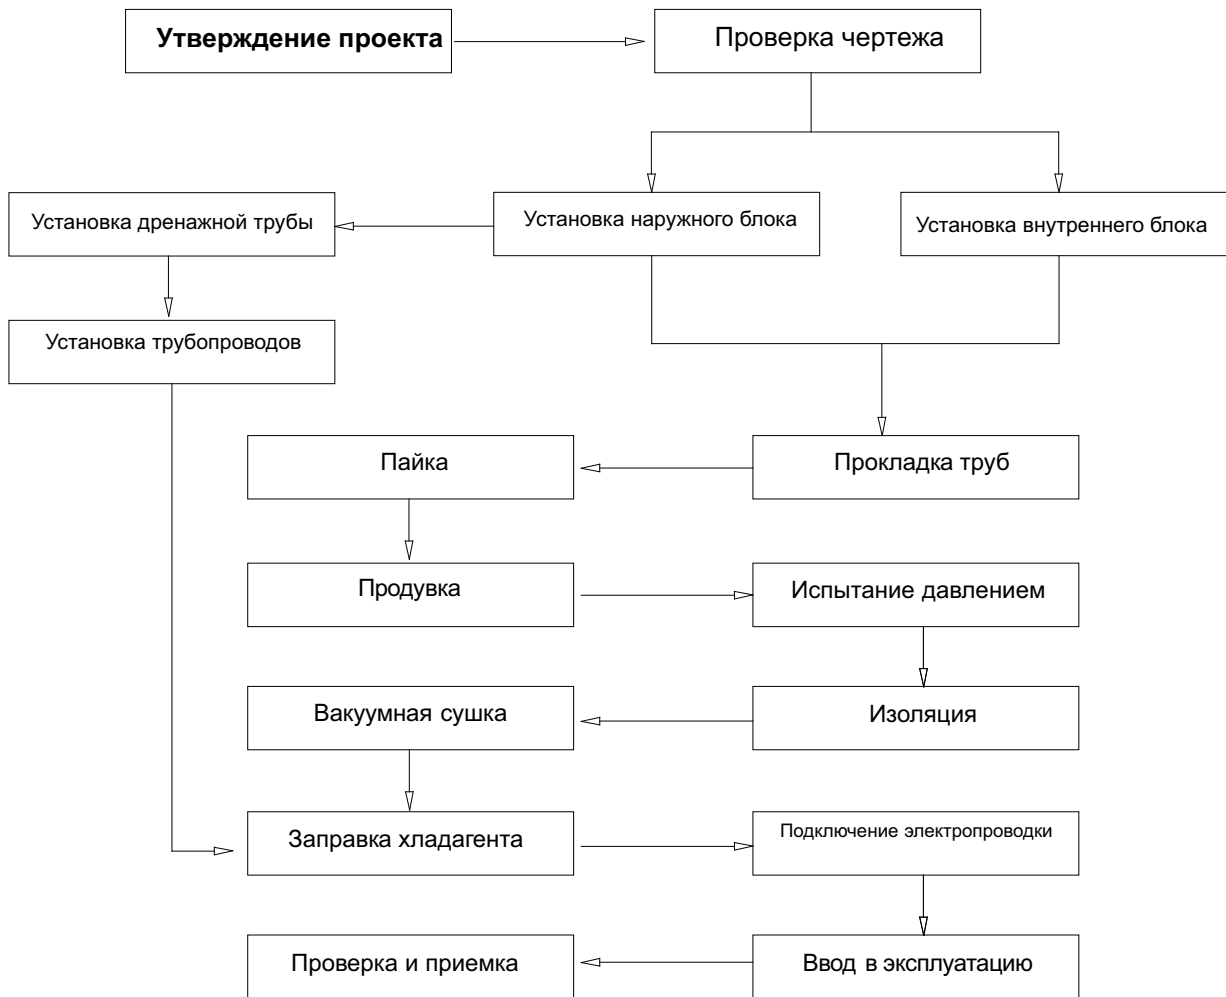 Утверждение проекта
Проверка чертежа
Установка дренажной трубы
Установка наружного блока
Установка внутреннего блока
Установка трубопроводов
Пайка
Прокладка труб
Продувка
Испытание давлением
Вакуумная сушка
Изоляция
Заправка хладагента
Подключение электропроводки
Проверка и приемка
Ввод в эксплуатацию